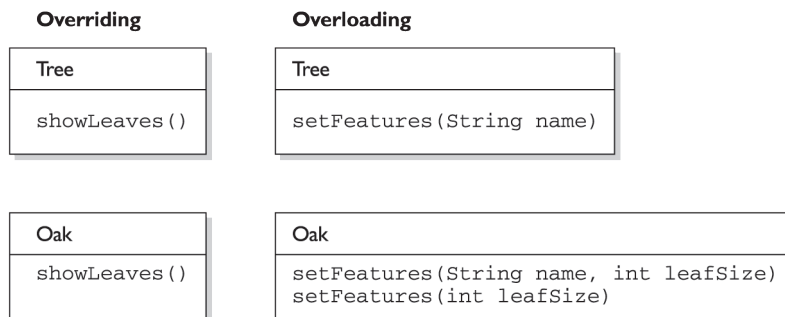 Overriding
Overloading
Tree
showLeaves()
Tree
setFeatures(String name)
Oak
showLeaves()
Oak
setFeatures(String name, int leafSize)
setFeatures(int leafSize)